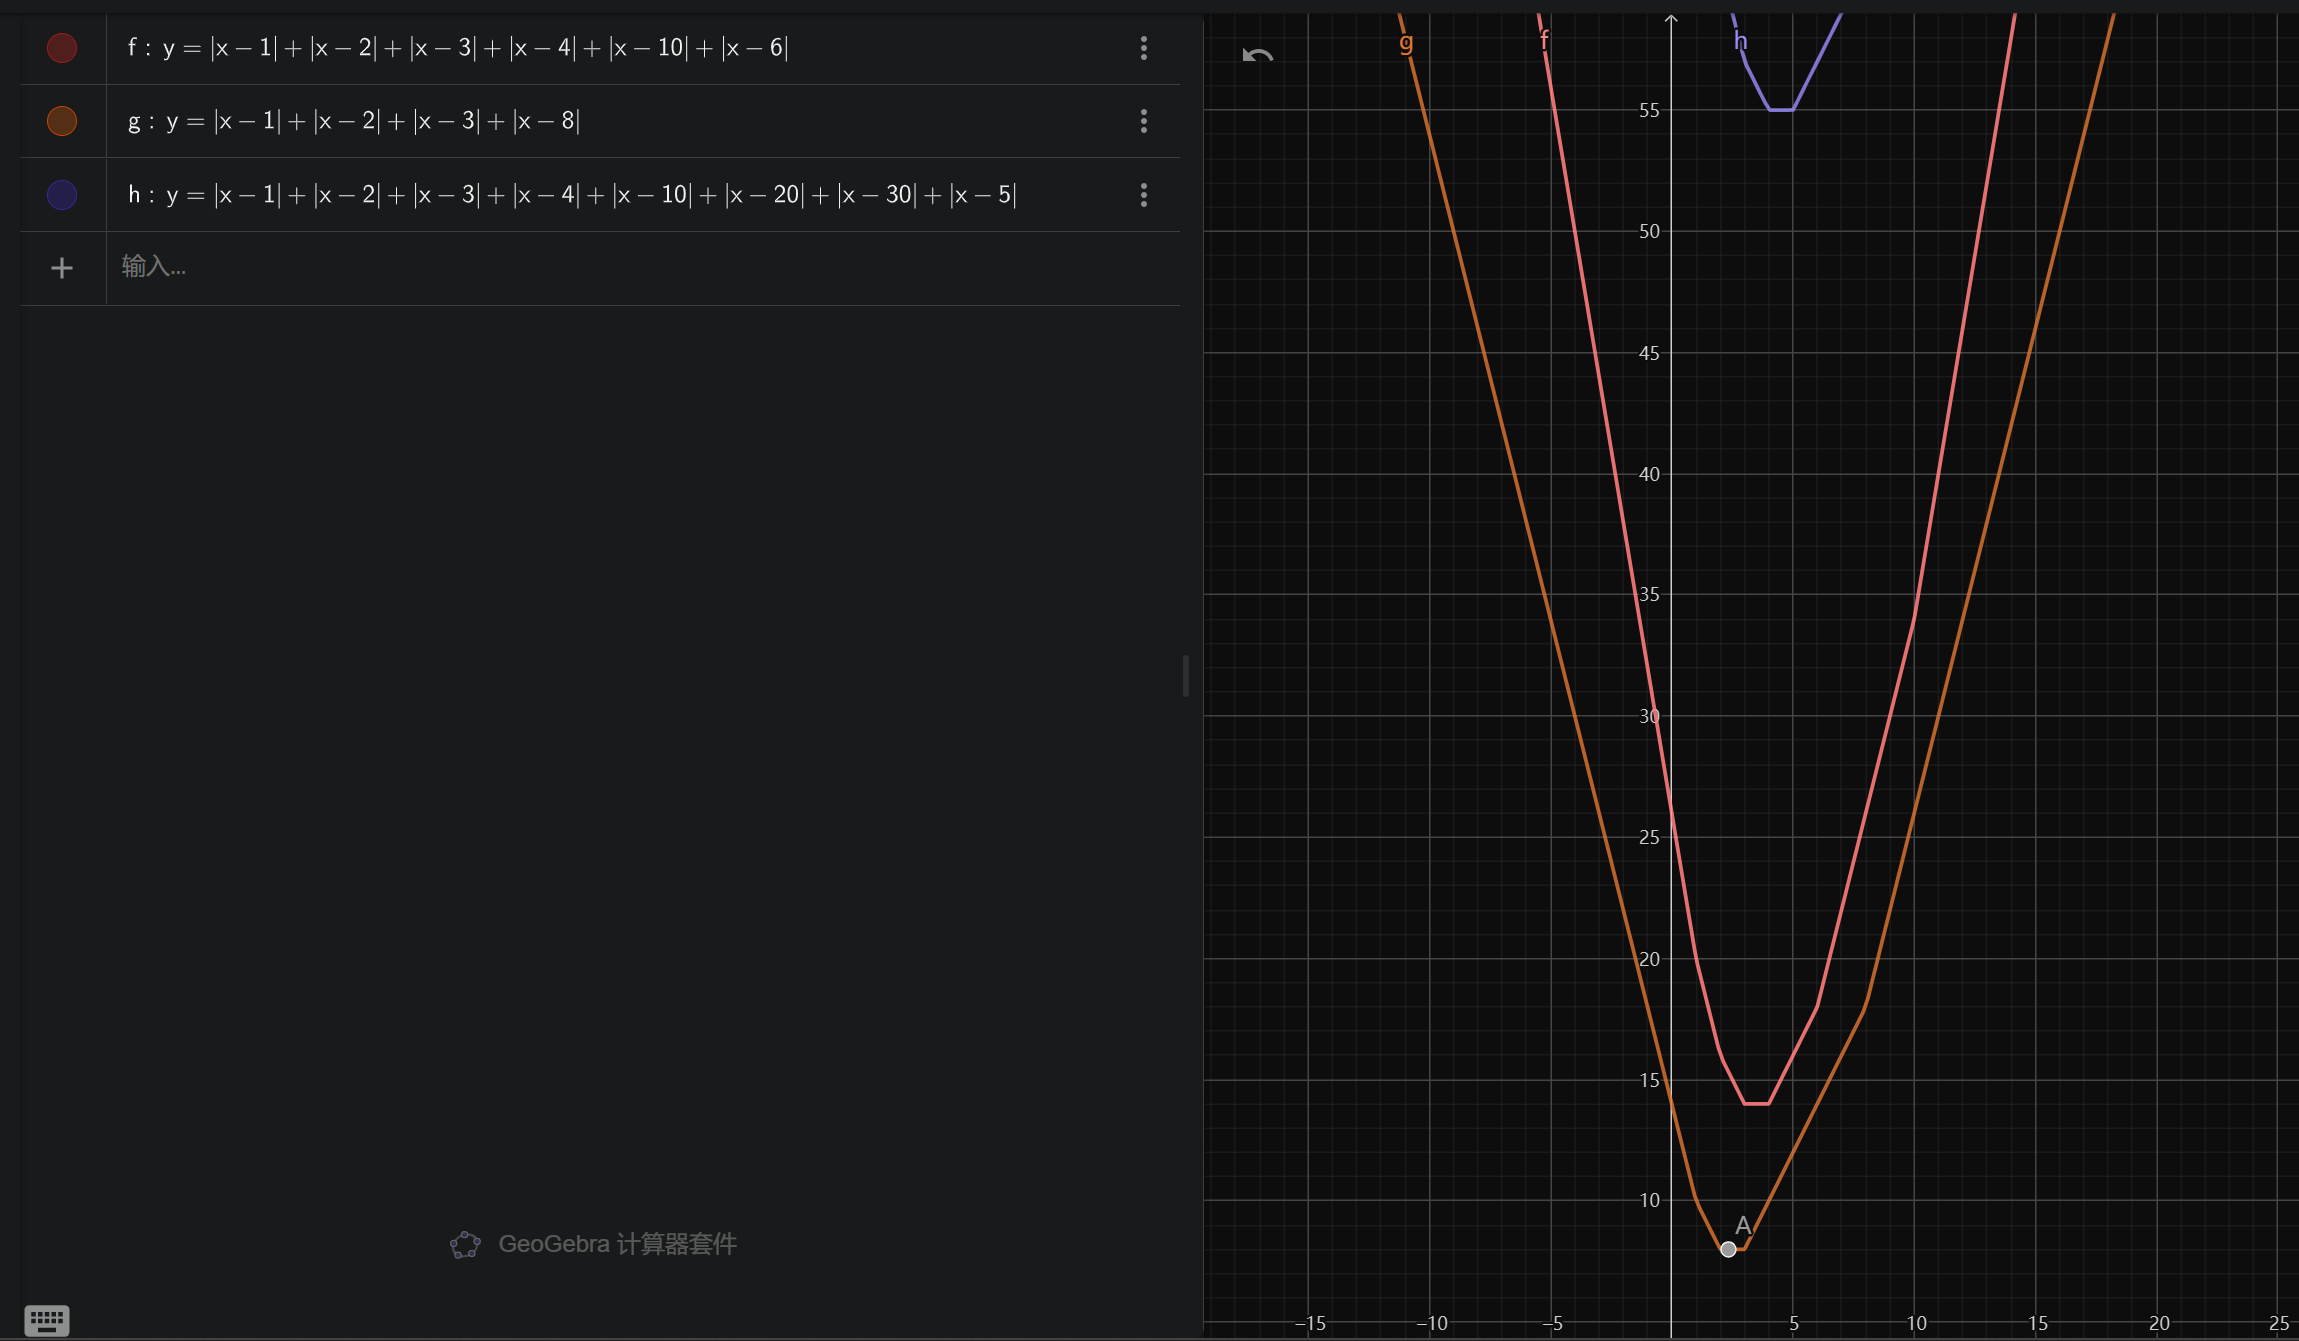 f : y = |x − 1| + |x − 2| + |x − 3| + |x − 4| + |x − 10| + |x − 6|
g : y = |x − 1| + |x − 2| + |x − 3| + |x − 8|
h : y = |x − 1| + |x − 2| + |x − 3| + |x − 4| + |x − 10| + |x − 20| + |x − 30| + |x − 5|
输入...
GeoGebra 计算器套件
g f h
55
50
45
40
35
30
25
20
15
10
A
−15 −10 −5 5 10 15 20 25